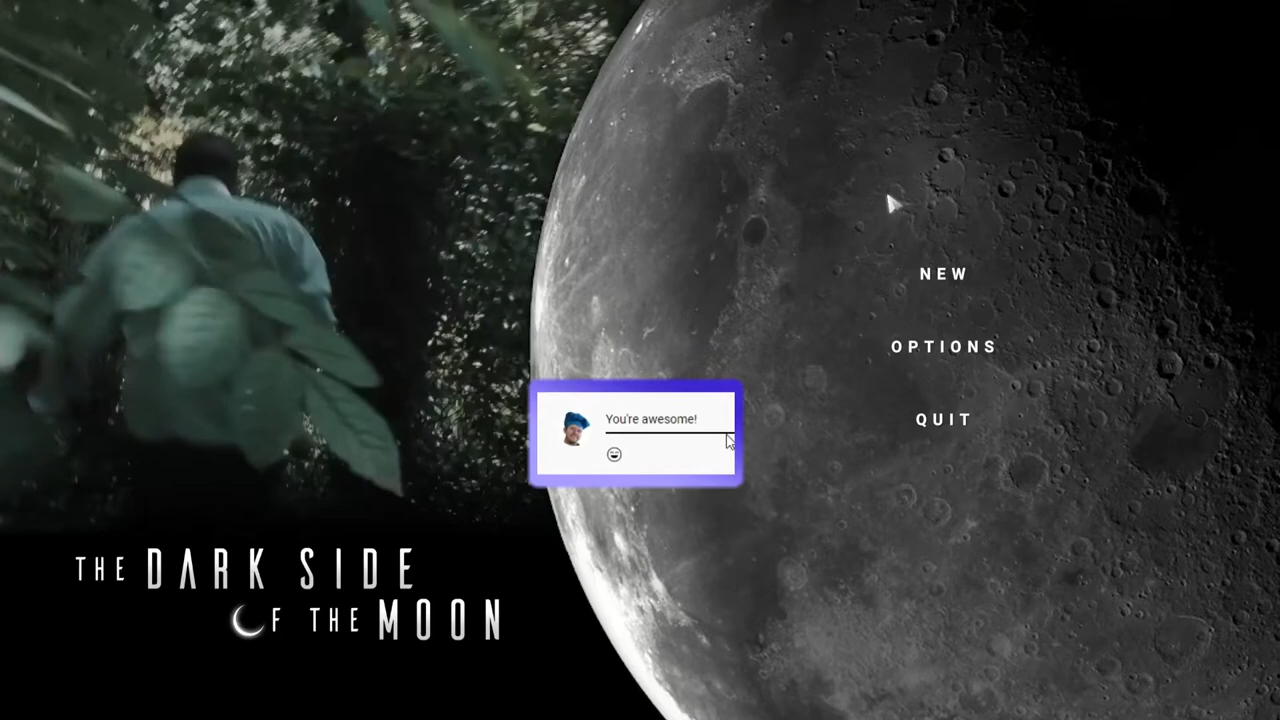 NEW
OPTIONS
You're awesome!
QUIT
THE DARK SIDE
OF THE MOON